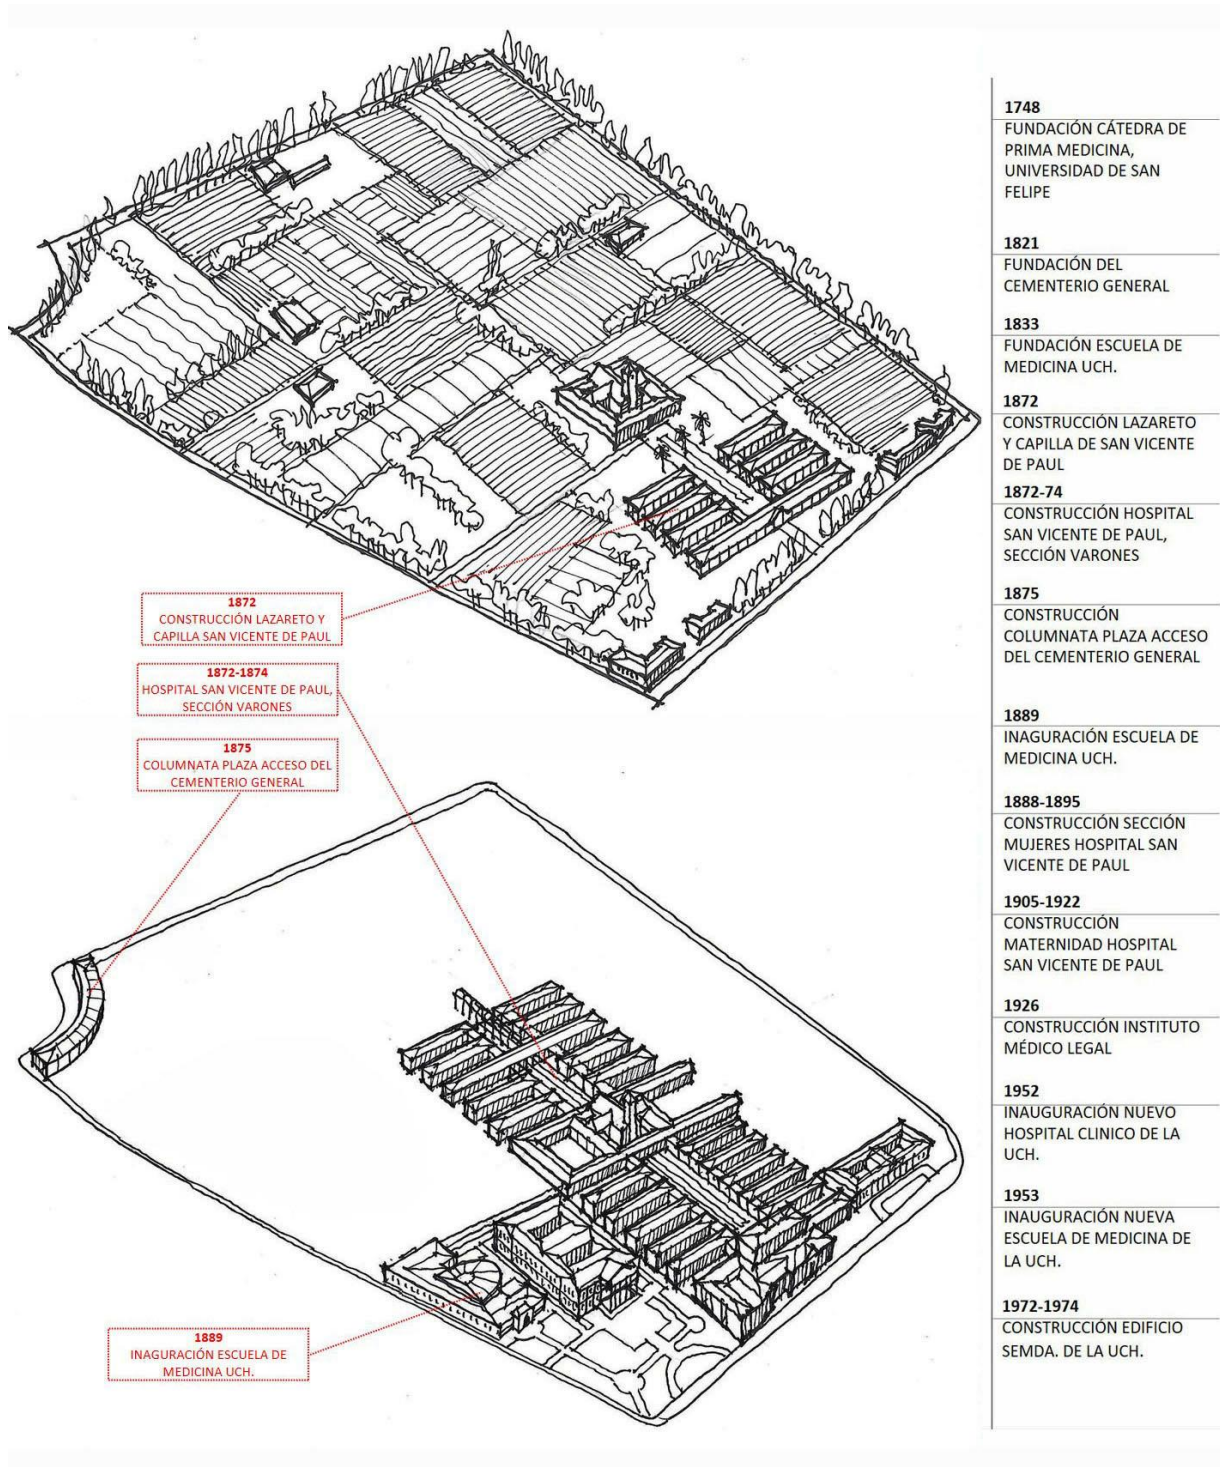 1748
FUNDACIÓN CÁTEDRA DE
PRIMA MEDICINA,
UNIVERSIDAD DE SAN
FELIPE
1821
FUNDACIÓN DEL
CEMENTERIO GENERAL
1833
FUNDACIÓN ESCUELA DE
MEDICINA UCH.
1872
CONSTRUCCIÓN LAZARETO
Y CAPILLA DE SAN VICENTE
DE PAUL
1872-74
CONSTRUCCIÓN HOSPITAL
SAN VICENTE DE PAUL,
SECCIÓN VARONES
1875
CONSTRUCCIÓN
COLUMNATA PLAZA ACCESO
DEL CEMENTERIO GENERAL
1889
INAGURACIÓN ESCUELA DE
MEDICINA UCH.
1888-1895
CONSTRUCCIÓN SECCIÓN
MUJERES HOSPITAL SAN
VICENTE DE PAUL
1905-1922
CONSTRUCCIÓN
MATERNIDAD HOSPITAL
SAN VICENTE DE PAUL
1926
CONSTRUCCIÓN INSTITUTO
MÉDICO LEGAL
1952
INAUGURACIÓN NUEVO
HOSPITAL CLINICO DE LA
UCH.
1953
INAUGURACIÓN NUEVA
ESCUELA DE MEDICINA DE
LA UCH.
1972-1974
CONSTRUCCIÓN EDIFICIO
SEMDA. DE LA UCH.
1872
CONSTRUCCIÓN LAZARETO Y
CAPILLA SAN VICENTE DE PAUL
1872-1874
HOSPITAL SAN VICENTE DE PAUL,
SECCIÓN VARONES
1875
COLUMNATA PLAZA ACCESO DEL
CEMENTERIO GENERAL
1889
INAGURACIÓN ESCUELA DE
MEDICINA UCH.